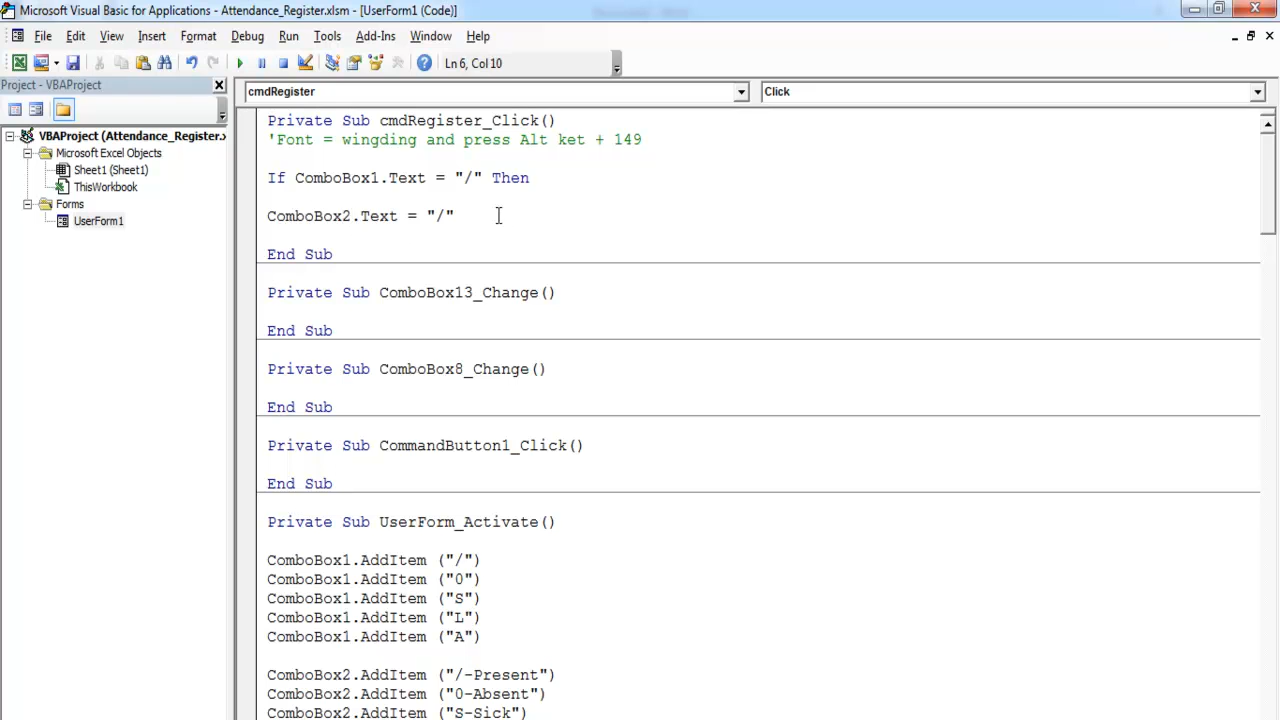 Microsoft Visual Basic for Applications - Attendance_Register.xlsm - [UserForm1 (Code)]
File Edit View Insert Format Debug Run Tools Add-Ins Window Help
Ln 6, Col 10
Project - VBAProject
cmdRegister
Click
VBAProject (Attendance_Register.x
Microsoft Excel Objects
Sheet1 (Sheet1)
ThisWorkbook
Forms
UserForm1
Private Sub cmdRegister_Click()
'Font = wingding and press Alt ket + 149
If ComboBox1.Text = "/" Then
ComboBox2.Text = "/"
End Sub
Private Sub ComboBox13_Change()
End Sub
Private Sub ComboBox8_Change()
End Sub
Private Sub CommandButton1_Click()
End Sub
Private Sub UserForm_Activate()
ComboBox1.AddItem ("/")
ComboBox1.AddItem ("0")
ComboBox1.AddItem ("S")
ComboBox1.AddItem ("L")
ComboBox1.AddItem ("A")
ComboBox2.AddItem ("/-Present")
ComboBox2.AddItem ("0-Absent")
ComboBox2.AddItem ("S-Sick")